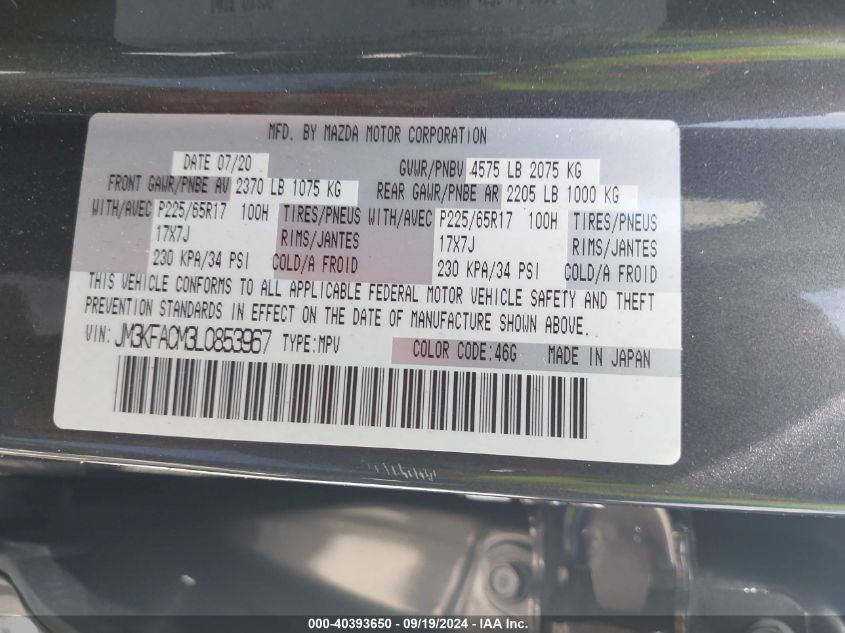 MFD. BY MAZDA MOTOR CORPORATION
DATE 07/20 GVWR/PNBV 4575 LB 2075 KG
FRONT GAWR/PNBE AV 2370 LB 1075 KG REAR GAWR/PNBE AR 2205 LB 1000 KG
WITH/AVEC P225/65R17 100H TIRES/PNEUS WITH/AVEC P225/65R17 100H TIRES/PNEUS
17X7J RIMS/JANTES 17X7J RIMS/JANTES
230 KPA/34 PSI COLD/A FROID 230 KPA/34 PSI COLD/A FROID
THIS VEHICLE CONFORMS TO ALL APPLICABLE FEDERAL MOTOR VEHICLE SAFETY AND THEFT
PREVENTION STANDARDS IN EFFECT ON THE DATE OF MANUFACTURE SHOWN ABOVE.
VIN: JM3KFACM3L0853967 TYPE:MPV COLOR CODE:46G MADE IN JAPAN
000-40393650 - 09/19/2024 - IAA Inc.